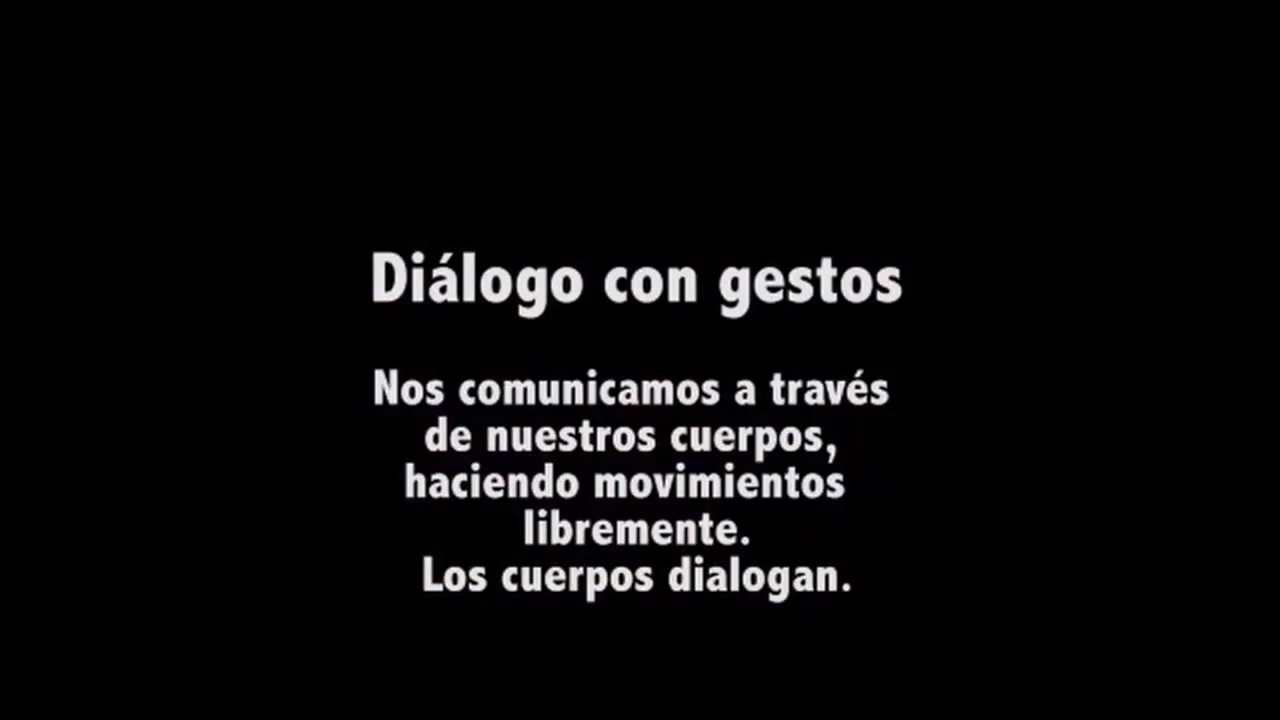 Diálogo con gestos
Nos comunicamos a través
de nuestros cuerpos,
haciendo movimientos
libremente.
Los cuerpos dialogan.